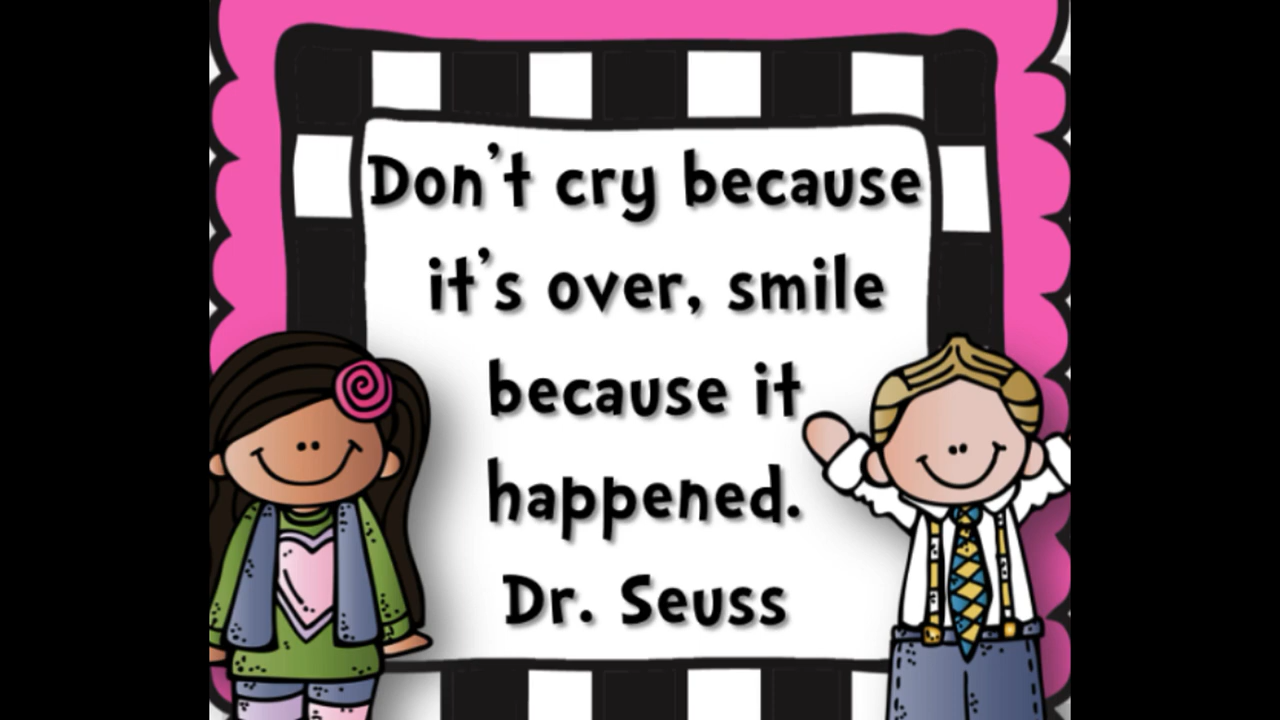 Don't cry because
it's over, smile
because it
happened.
Dr. Seuss